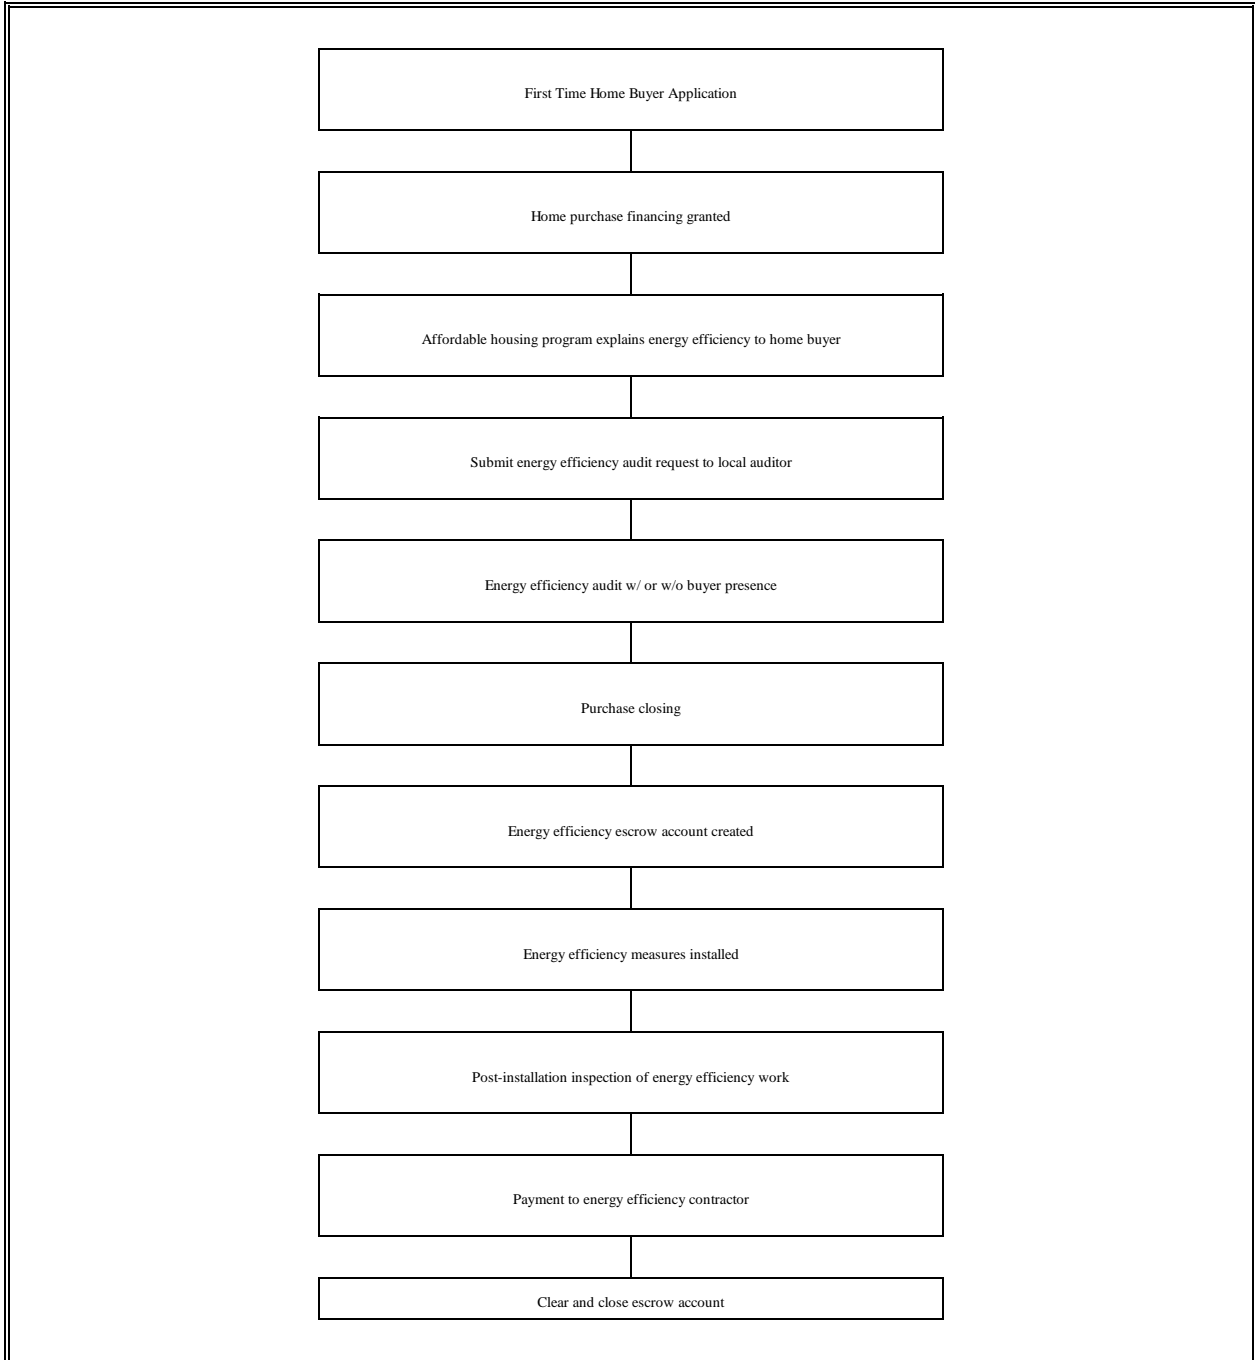 First Time Home Buyer Application
Home purchase financing granted
Affordable housing program explains energy efficiency to home buyer
Submit energy efficiency audit request to local auditor
Energy efficiency audit w/ or w/o buyer presence
Purchase closing
Energy efficiency escrow account created
Energy efficiency measures installed
Post-installation inspection of energy efficiency work
Payment to energy efficiency contractor
Clear and close escrow account